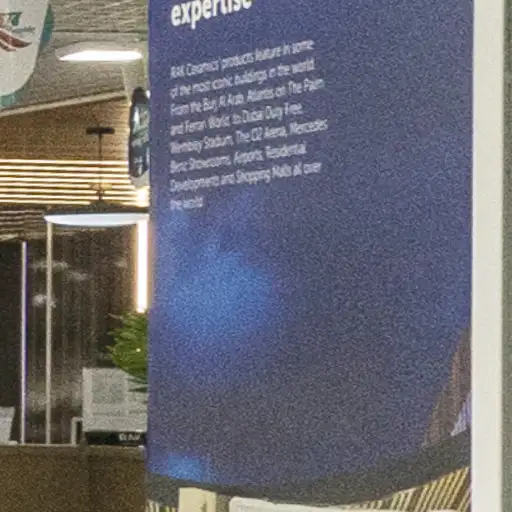 expertise
RAK Ceramics' products feature in some
of the most iconic buildings in the world.
From the Burj Al Arab, Atlantis on The Palm
and Ferrari World, to Dubai Duty Free,
Wembley Stadium, The O2 Arena, Mercedes
Benz Showrooms, Airports, Residential
Developments and Shopping Malls all over
the world.